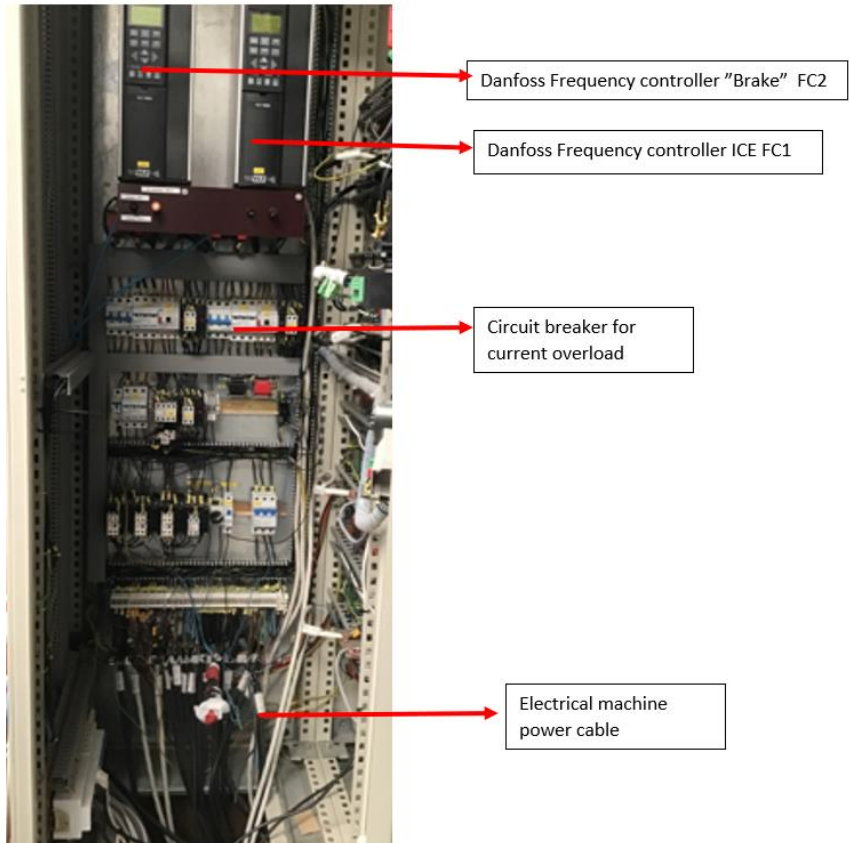 Danfoss Frequency controller ”Brake” FC2
Danfoss Frequency controller ICE FC1
Circuit breaker for
current overload
Electrical machine
power cable